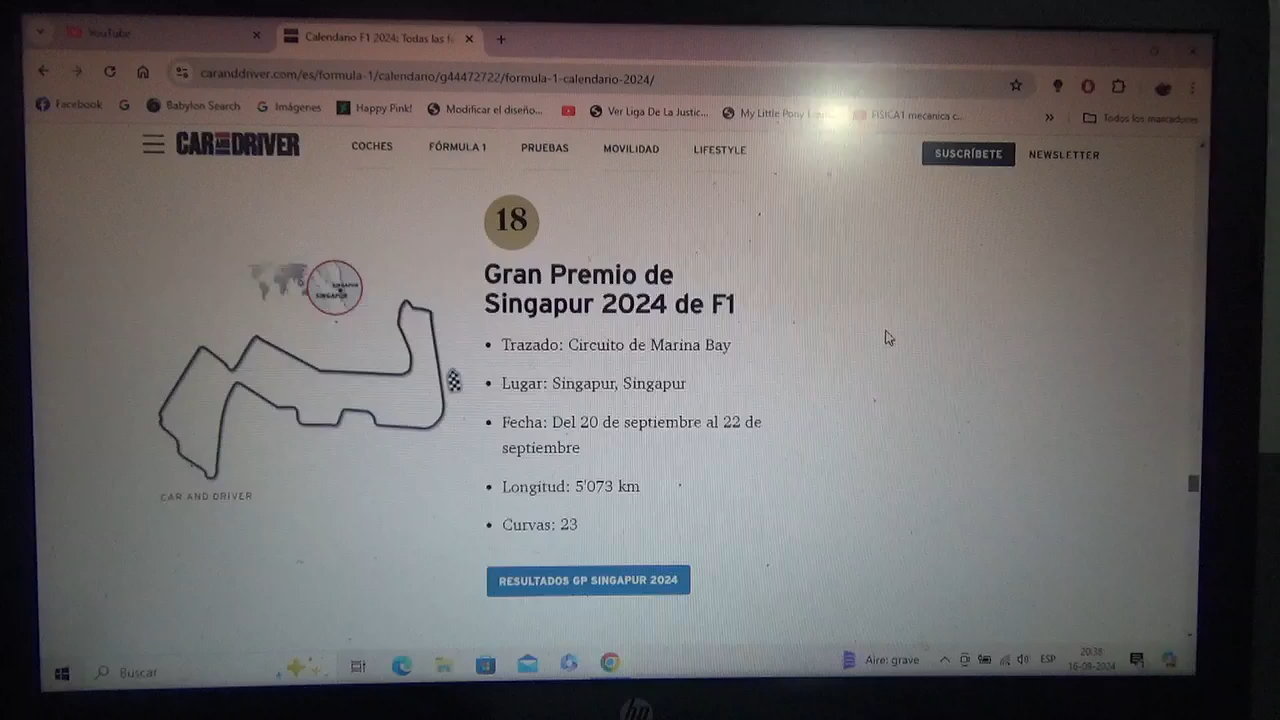 YouTube
Calendario F1 2024: Todas las f
caranddriver.com/es/formula-1/calendario/g44472722/formula-1-calendario-2024/
Facebook
Babylon Search
Imágenes
Happy Pink!
Modificar el diseño...
Ver Liga De La Justic...
My Little Pony
FISICA1 mecanica c...
Todos los marcadores
CAR AND DRIVER
COCHES
FÓRMULA 1
PRUEBAS
MOVILIDAD
LIFESTYLE
SUSCRÍBETE
NEWSLETTER
18
SINGAPUR
SINGAPUR
CAR AND DRIVER
Gran Premio de
Singapur 2024 de F1
• Trazado: Circuito de Marina Bay
• Lugar: Singapur, Singapur
• Fecha: Del 20 de septiembre al 22 de
septiembre
• Longitud: 5'073 km
• Curvas: 23
RESULTADOS GP SINGAPUR 2024
Buscar
Aire: grave
ESP
20:38
16-09-2024
hp